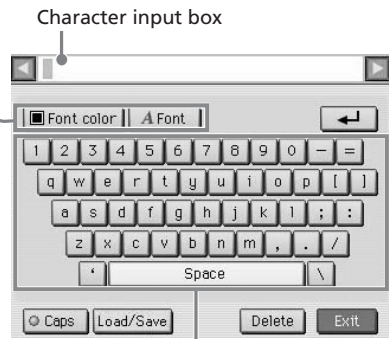 Character input box
Font color A Font
1 2 3 4 5 6 7 8 9 0 - =
q w e r t y u i o p [ ]
a s d f g h j k l ; :
z x c v b n m , . /
‘ Space \
Caps Load/Save Delete Exit